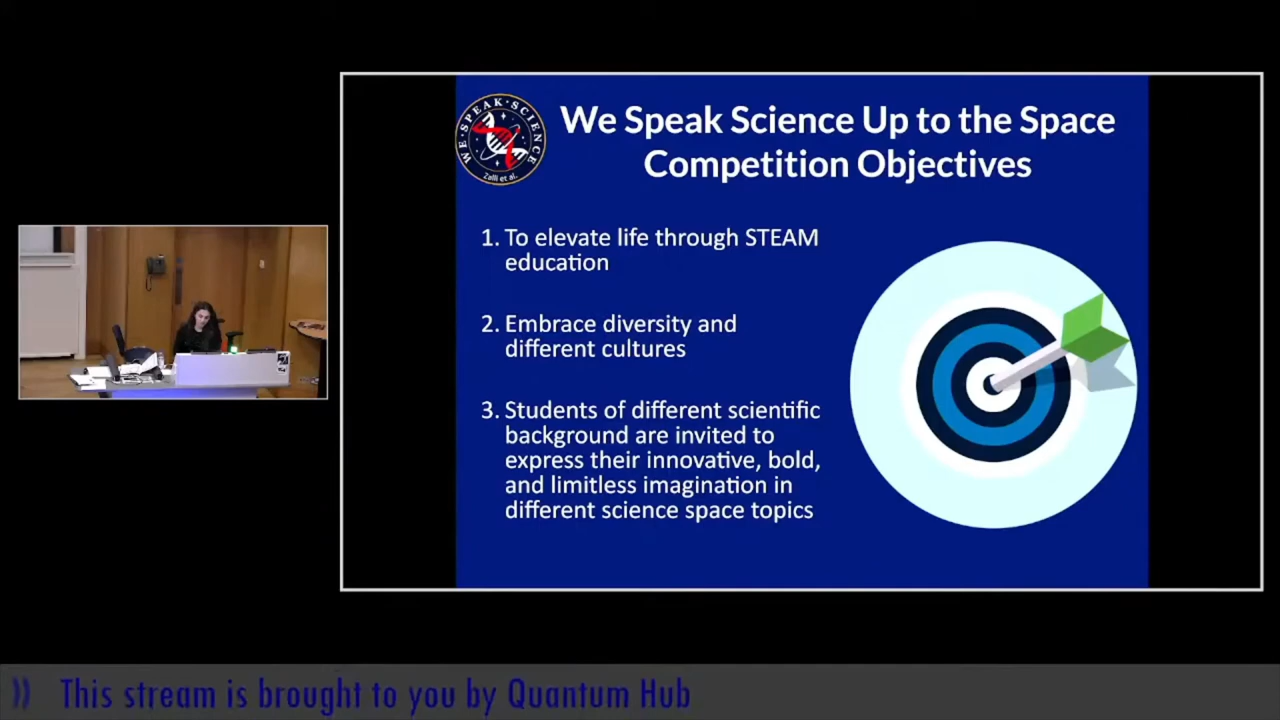 WE · SPEAK · SCIENCE
Zalli et al.
We Speak Science Up to the Space
Competition Objectives
1. To elevate life through STEAM
education
2. Embrace diversity and
different cultures
3. Students of different scientific
background are invited to
express their innovative, bold,
and limitless imagination in
different science space topics
)) This stream is brought to you by Quantum Hub